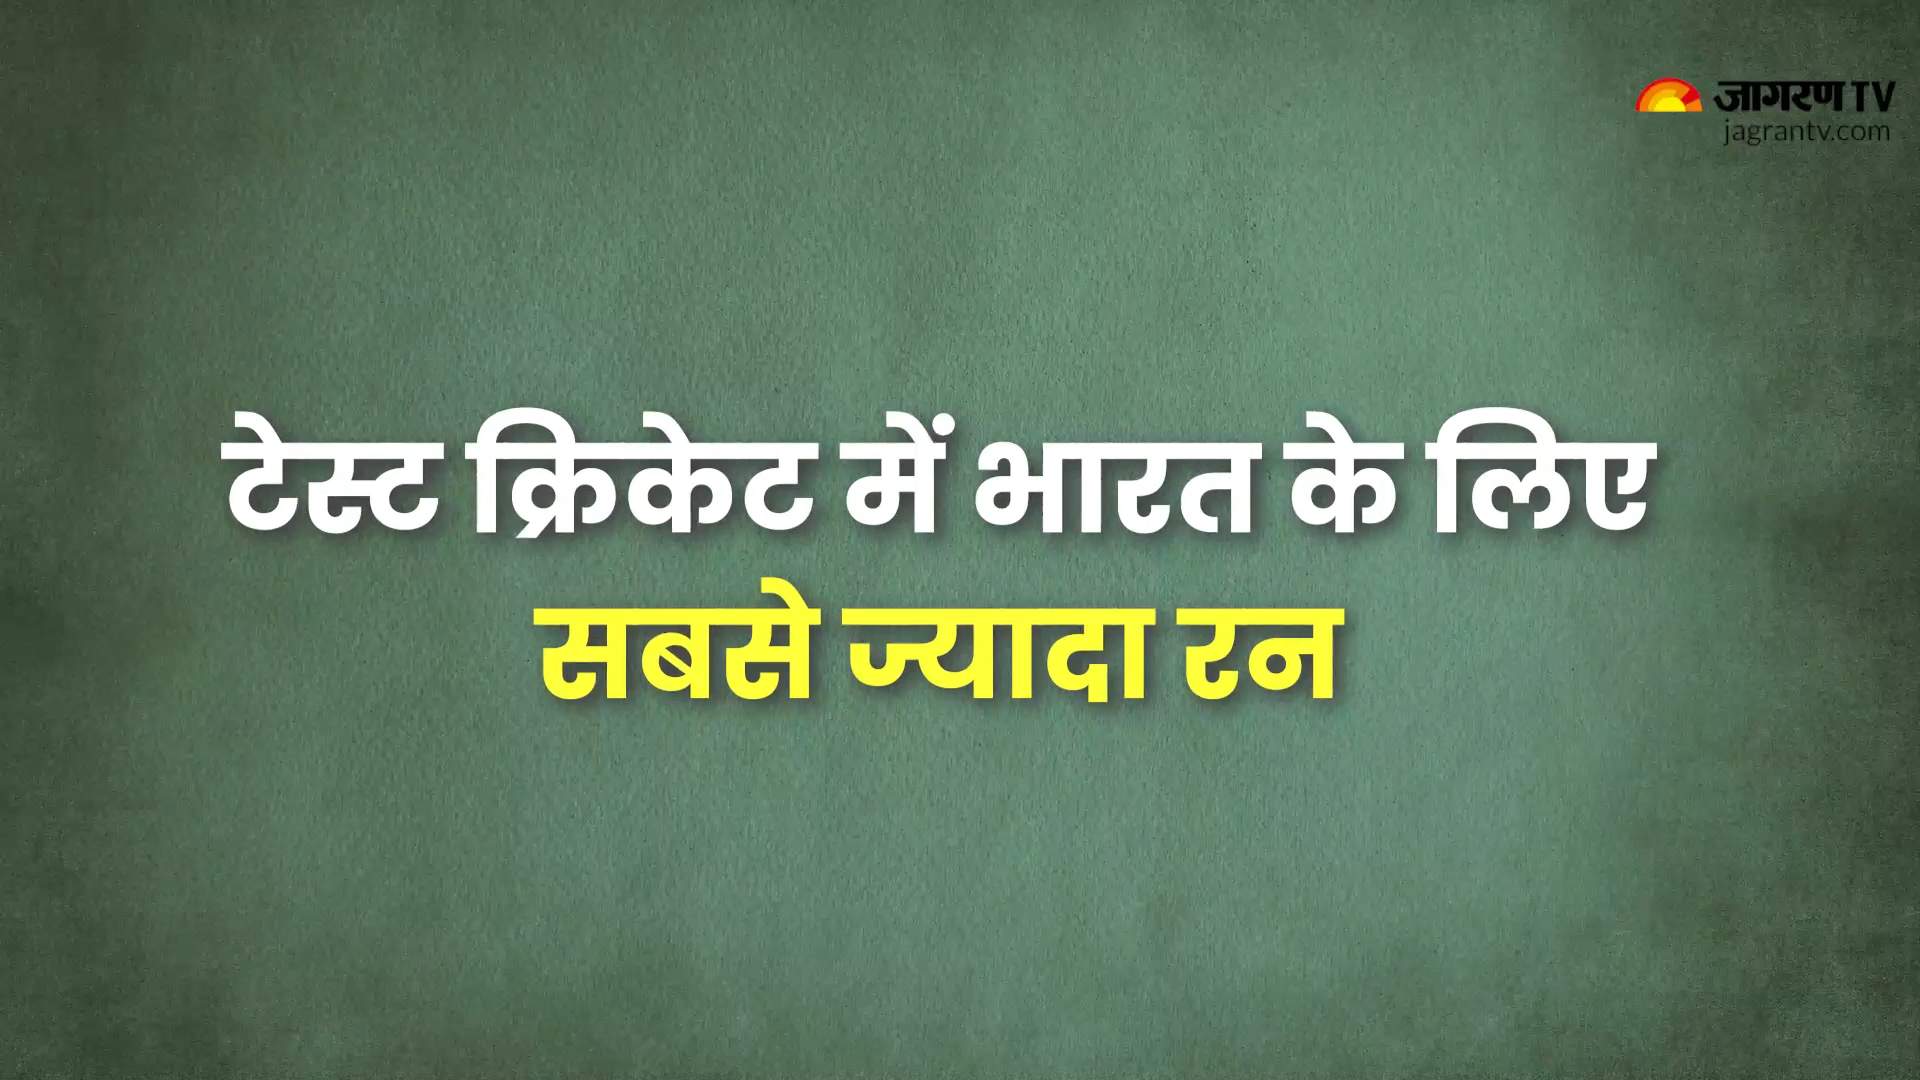 जागरण TV
jagrantv.com
टेस्ट क्रिकेट में भारत के लिए
सबसे ज्यादा रन